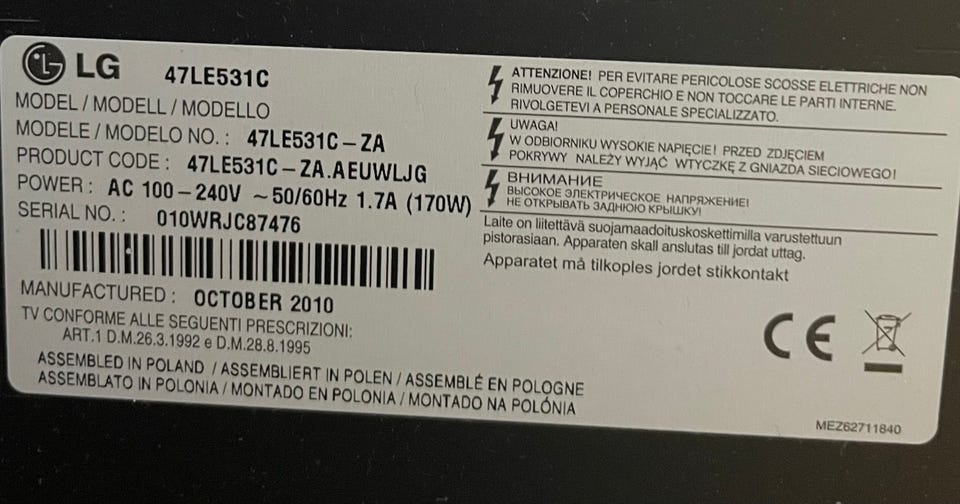 LG 47LE531C
MODEL / MODELL / MODELLO
MODELE / MODELO NO. : 47LE531C-ZA
PRODUCT CODE : 47LE531C-ZA.AEUWLJG
POWER : AC 100-240V ~50/60Hz 1.7A (170W)
SERIAL NO. : 010WRJC87476
MANUFACTURED : OCTOBER 2010
TV CONFORME ALLE SEGUENTI PRESCRIZIONI:
ART.1 D.M.26.3.1992 e D.M.28.8.1995
ASSEMBLED IN POLAND / ASSEMBLIERT IN POLEN / ASSEMBLÉ EN POLOGNE
ASSEMBLATO IN POLONIA / MONTADO EN POLONIA / MONTADO NA POLÓNIA
ATTENZIONE! PER EVITARE PERICOLOSE SCOSSE ELETTRICHE NON
RIMUOVERE IL COPERCHIO E NON TOCCARE LE PARTI INTERNE.
RIVOLGETEVI A PERSONALE SPECIALIZZATO.
UWAGA!
W ODBIORNIKU WYSOKIE NAPIĘCIE! PRZED ZDJĘCIEM
POKRYWY NALEŻY WYJĄĆ WTYCZKĘ Z GNIAZDA SIECIOWEGO!
ВНИМАНИЕ
ВЫСОКОЕ ЭЛЕКТРИЧЕСКОЕ НАПРЯЖЕНИЕ!
НЕ ОТКРЫВАТЬ ЗАДНЮЮ КРЫШКУ!
Laite on liitettävä suojamaadoituskoskettimilla varustettuun
pistorasiaan. Apparaten skall anslutas till jordat uttag.
Apparatet må tilkoples jordet stikkontakt
CE
MEZ62711840